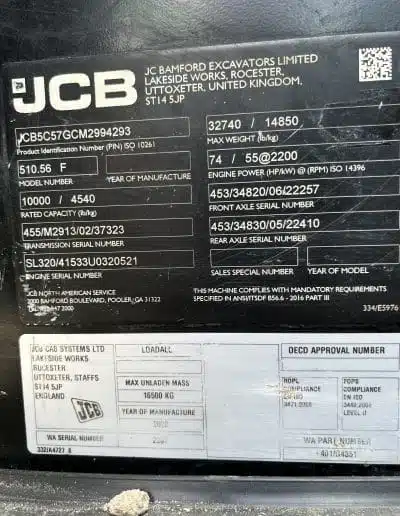 JCB
JC BAMFORD EXCAVATORS LIMITED
LAKESIDE WORKS, ROCESTER,
UTTOXETER, UNITED KINGDOM,
ST14 5JP
JCB5C57GCM2994293
Product Identification Number (PIN) ISO 10261
510.56 F
MODEL NUMBER
YEAR OF MANUFACTURE
10000 / 4540
RATED CAPACITY (lb/kg)
455/M2913/02/37323
TRANSMISSION SERIAL NUMBER
SL320/41533U0320521
ENGINE SERIAL NUMBER
32740 / 14850
MAX WEIGHT (lb/kg)
74 / 55@2200
ENGINE POWER (HP/kW) @ (RPM) ISO 14396
453/34820/06/22257
FRONT AXLE SERIAL NUMBER
453/34830/05/22410
REAR AXLE SERIAL NUMBER
SALES SPECIAL NUMBER
YEAR OF MODEL
JCB NORTH AMERICAN SERVICE
2000 BAMFORD BOULEVARD, POOLER, GA 31322
THIS MACHINE COMPLIES WITH MANDATORY REQUIREMENTS
SPECIFIED IN ANSI/ITSDF B56.6 - 2016 PART III
334/E5976
JCB CAB SYSTEMS LTD
LAKESIDE WORKS
ROCESTER
UTTOXETER, STAFFS
ST14 5JP
ENGLAND
JCB
WA SERIAL NUMBER
332/A4727 8
LOADALL
MAX UNLADEN MASS
16500 KG
YEAR OF MANUFACTURE
OECD APPROVAL NUMBER
COMPLIANCE
FOPS
COMPLIANCE
EN ISO
LEVEL II
WA PART NUMBER